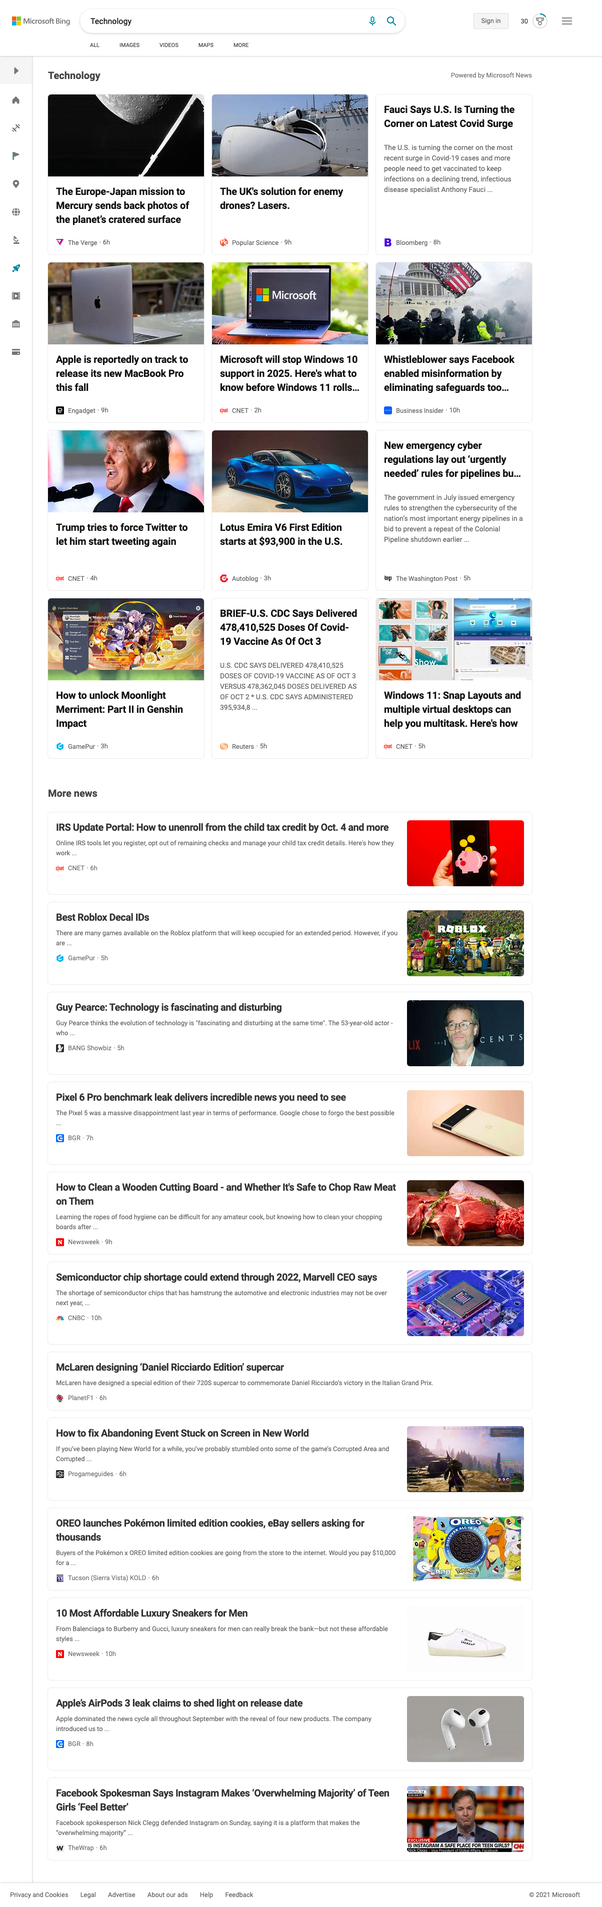 Microsoft Bing
Technology
Sign in
30
ALL
IMAGES
VIDEOS
MAPS
MORE
Technology
Powered by Microsoft News
The Europe-Japan mission to
Mercury sends back photos of
the planet's cratered surface
The Verge · 6h
The UK's solution for enemy
drones? Lasers.
Popular Science · 9h
Fauci Says U.S. Is Turning the
Corner on Latest Covid Surge
The U.S. is turning the corner on the most
recent surge in Covid-19 cases and more
people need to get vaccinated to keep
infections on a declining trend, infectious
disease specialist Anthony Fauci ...
Bloomberg · 8h
Apple is reportedly on track to
release its new MacBook Pro
this fall
Engadget · 9h
Microsoft
Microsoft will stop Windows 10
support in 2025. Here's what to
know before Windows 11 rolls...
CNET · 2h
Whistleblower says Facebook
enabled misinformation by
eliminating safeguards too...
Business Insider · 10h
Trump tries to force Twitter to
let him start tweeting again
CNET · 4h
Lotus Emira V6 First Edition
starts at $93,900 in the U.S.
Autoblog · 3h
New emergency cyber
regulations lay out 'urgently
needed' rules for pipelines bu...
The government in July issued emergency
rules to strengthen the cybersecurity of the
nation's most important energy pipelines in a
bid to prevent a repeat of the Colonial
Pipeline shutdown earlier ...
The Washington Post · 5h
How to unlock Moonlight
Merriment: Part II in Genshin
Impact
GamePur · 3h
BRIEF-U.S. CDC Says Delivered
478,410,525 Doses Of Covid-
19 Vaccine As Of Oct 3
U.S. CDC SAYS DELIVERED 478,410,525
DOSES OF COVID-19 VACCINE AS OF OCT 3
VERSUS 478,362,045 DOSES DELIVERED AS
OF OCT 2 * U.S. CDC SAYS ADMINISTERED
395,934,8 ...
Reuters · 5h
Show
Windows 11: Snap Layouts and
multiple virtual desktops can
help you multitask. Here's how
CNET · 5h
More news
IRS Update Portal: How to unenroll from the child tax credit by Oct. 4 and more
Online IRS tools let you register, opt out of remaining checks and manage your child tax credit details. Here's how they
work ...
CNET · 6h
Best Roblox Decal IDs
There are many games available on the Roblox platform that will keep occupied for an extended period. However, if you
are ...
GamePur · 5h
ROBLOX
Guy Pearce: Technology is fascinating and disturbing
Guy Pearce thinks the evolution of technology is "fascinating and disturbing at the same time". The 53-year-old actor -
who ...
BANG Showbiz · 5h
Pixel 6 Pro benchmark leak delivers incredible news you need to see
The Pixel 5 was a massive disappointment last year in terms of performance. Google chose to forgo the best possible
...
BGR · 7h
How to Clean a Wooden Cutting Board - and Whether It's Safe to Chop Raw Meat
on Them
Learning the ropes of food hygiene can be difficult for any amateur cook, but knowing how to clean your chopping
boards after ...
Newsweek · 9h
Semiconductor chip shortage could extend through 2022, Marvell CEO says
The shortage of semiconductor chips that has hamstrung the automotive and electronic industries may not be over
next year, ...
CNBC · 10h
McLaren designing 'Daniel Ricciardo Edition' supercar
McLaren have designed a special edition of their 720S supercar to commemorate Daniel Ricciardo's victory in the Italian Grand Prix.
PlanetF1 · 6h
How to fix Abandoning Event Stuck on Screen in New World
If you've been playing New World for a while, you've probably stumbled onto some of the game's Corrupted Area and
Corrupted ...
Progameguides · 6h
OREO launches Pokémon limited edition cookies, eBay sellers asking for
thousands
Buyers of the Pokémon x OREO limited edition cookies are going from the store to the internet. Would you pay $10,000
for a ...
Tucson (Sierra Vista) KOLD · 6h
OREO
10 Most Affordable Luxury Sneakers for Men
From Balenciaga to Burberry and Gucci, luxury sneakers for men can really break the bank—but not these affordable
styles ...
Newsweek · 10h
Apple's AirPods 3 leak claims to shed light on release date
Apple dominated the news cycle all throughout September with the reveal of four new products. The company
introduced us to ...
BGR · 8h
Facebook Spokesman Says Instagram Makes 'Overwhelming Majority' of Teen
Girls 'Feel Better'
Facebook spokesperson Nick Clegg defended Instagram on Sunday, saying it is a platform that makes the
"overwhelming majority" ...
TheWrap · 6h
IS INSTAGRAM A SAFE PLACE FOR TEEN GIRLS?
CNN
Privacy and Cookies
Legal
Advertise
About our ads
Help
Feedback
© 2021 Microsoft